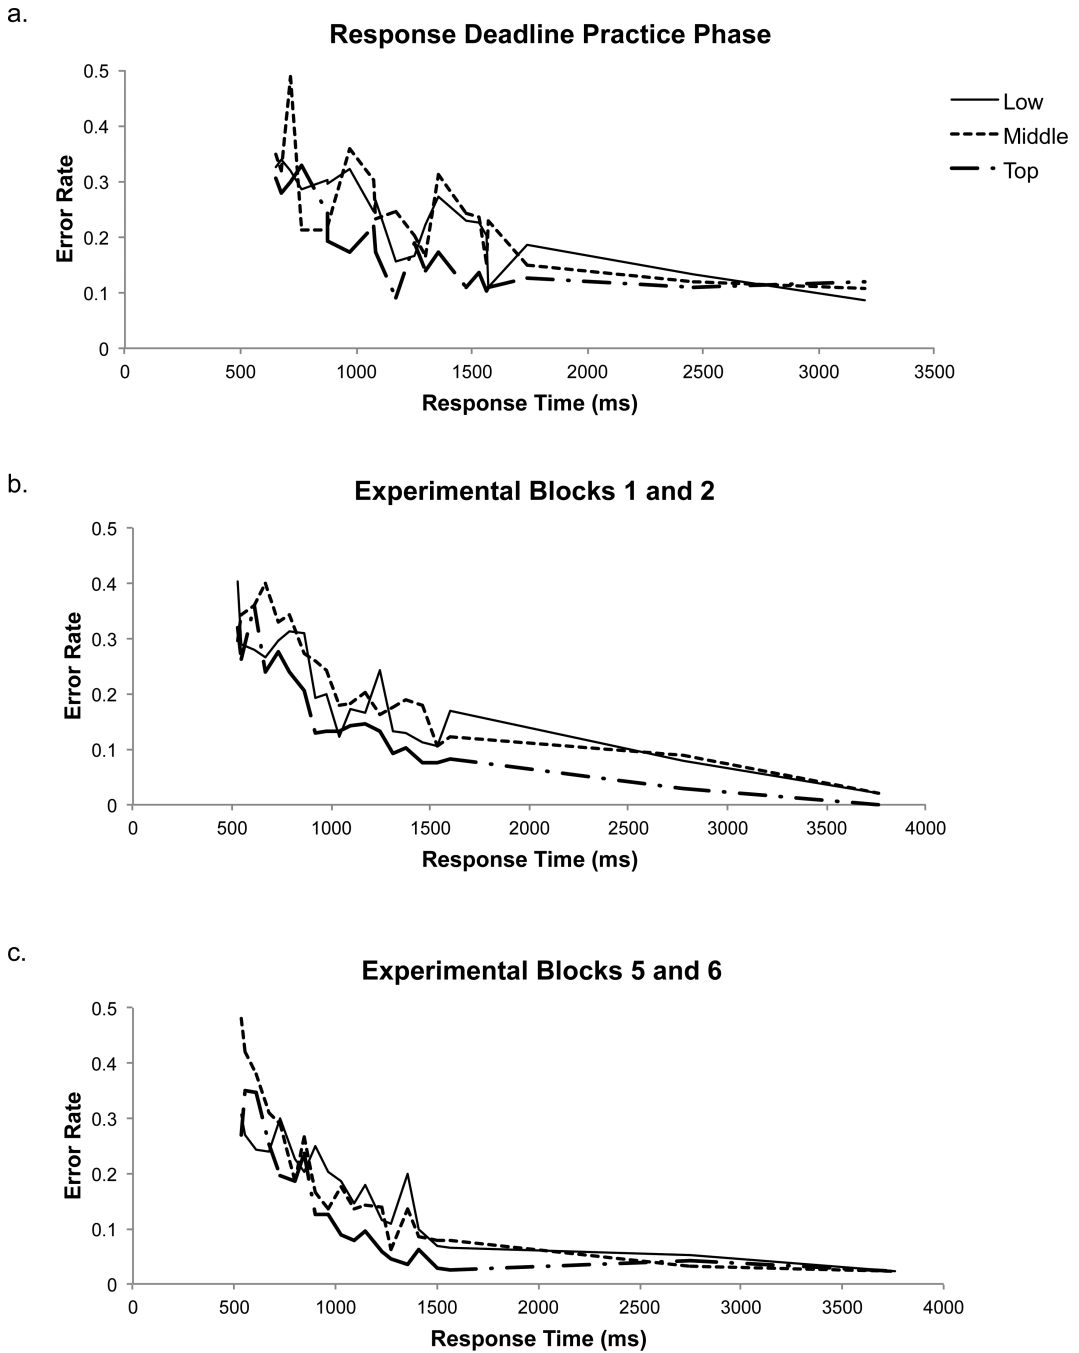 a.
Response Deadline Practice Phase
0.5
0.4
0.3
0.2
0.1
0
Error Rate
0 500 1000 1500 2000 2500 3000 3500
Response Time (ms)
Low
Middle
Top
b.
Experimental Blocks 1 and 2
0.5
0.4
0.3
0.2
0.1
0
Error Rate
0 500 1000 1500 2000 2500 3000 3500 4000
Response Time (ms)
c.
Experimental Blocks 5 and 6
0.5
0.4
0.3
0.2
0.1
0
Error Rate
0 500 1000 1500 2000 2500 3000 3500 4000
Response Time (ms)